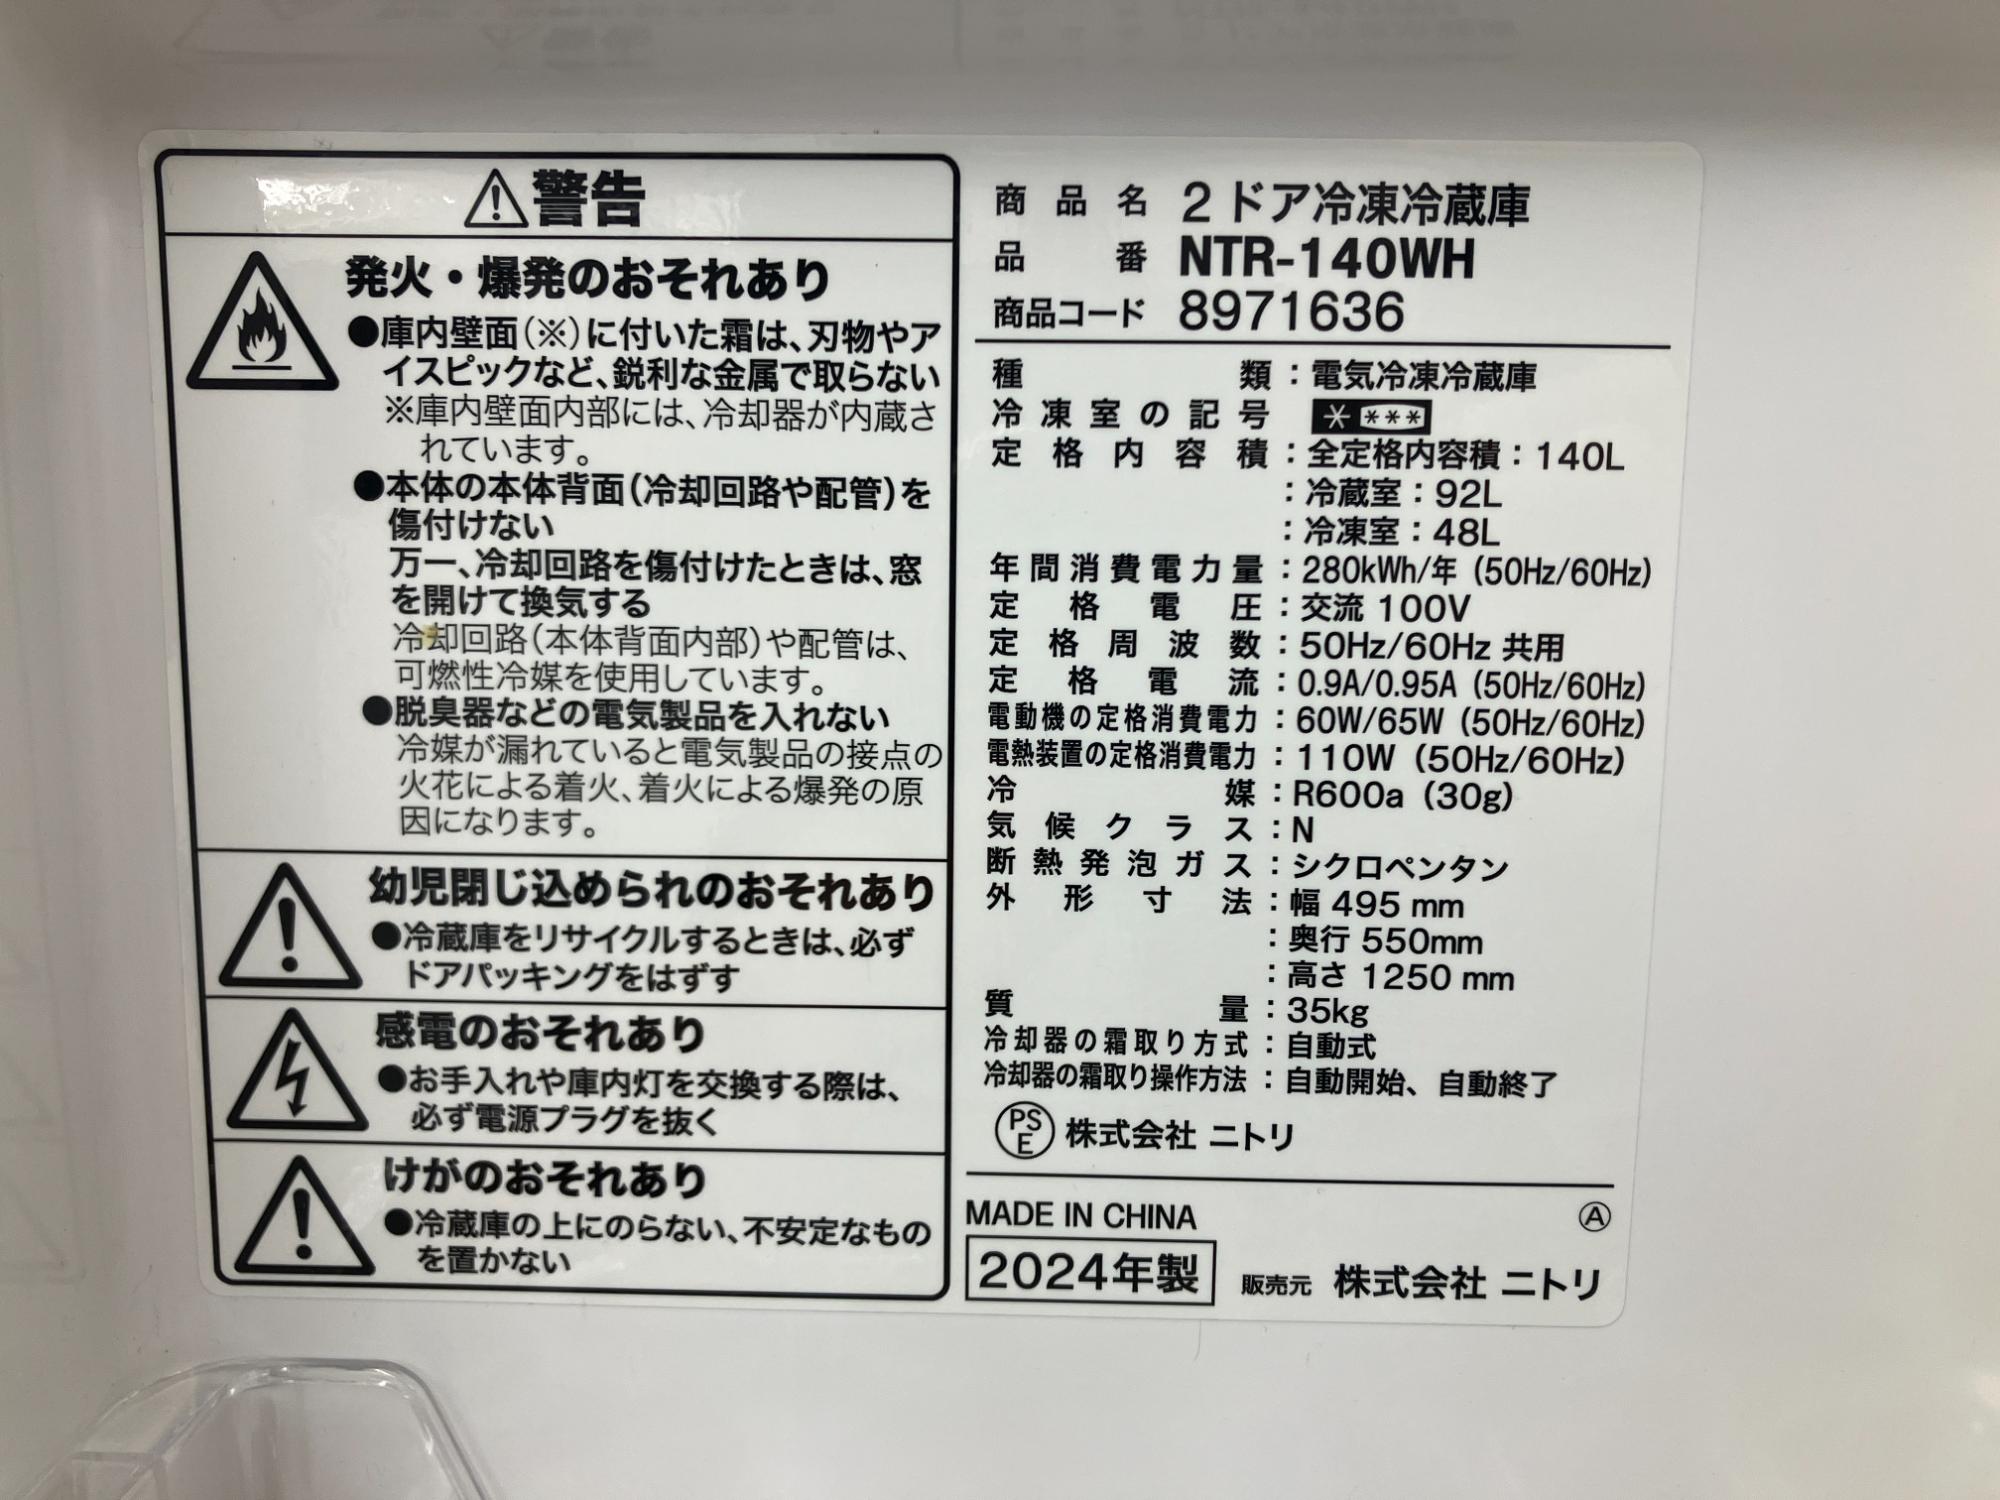 ⚠警告
発火・爆発のおそれあり
●庫内壁面(※)に付いた霜は、刃物やア
イスピックなど、鋭利な金属で取らない
※庫内壁面内部には、冷却器が内蔵さ
れています。
●本体の本体背面(冷却回路や配管)を
傷付けない
万一、冷却回路を傷付けたときは、窓
を開けて換気する
冷却回路(本体背面内部)や配管は、
可燃性冷媒を使用しています。
●脱臭器などの電気製品を入れない
冷媒が漏れていると電気製品の接点の
火花による着火、着火による爆発の原
因になります。
幼児閉じ込められのおそれあり
●冷蔵庫をリサイクルするときは、必ず
ドアパッキングをはずす
感電のおそれあり
●お手入れや庫内灯を交換する際は、
必ず電源プラグを抜く
けがのおそれあり
●冷蔵庫の上にのらない、不安定なもの
を置かない
商品名 2ドア冷凍冷蔵庫
品番 NTR-140WH
商品コード 8971636
種類：電気冷凍冷蔵庫
冷凍室の記号 * ***
定格内容積：全定格内容積：140L
：冷蔵室：92L
：冷凍室：48L
年間消費電力量：280kWh/年 (50Hz/60Hz)
定格電圧：交流 100V
定格周波数：50Hz/60Hz 共用
定格電流：0.9A/0.95A (50Hz/60Hz)
電動機の定格消費電力：60W/65W (50Hz/60Hz)
電熱装置の定格消費電力：110W (50Hz/60Hz)
冷媒：R600a (30g)
気候クラス：N
断熱発泡ガス：シクロペンタン
外形寸法：幅 495 mm
：奥行 550mm
：高さ 1250 mm
質量：35kg
冷却器の霜取り方式：自動式
冷却器の霜取り操作方法：自動開始、自動終了
PSE 株式会社 ニトリ
MADE IN CHINA Ⓐ
2024年製 販売元 株式会社 ニトリ